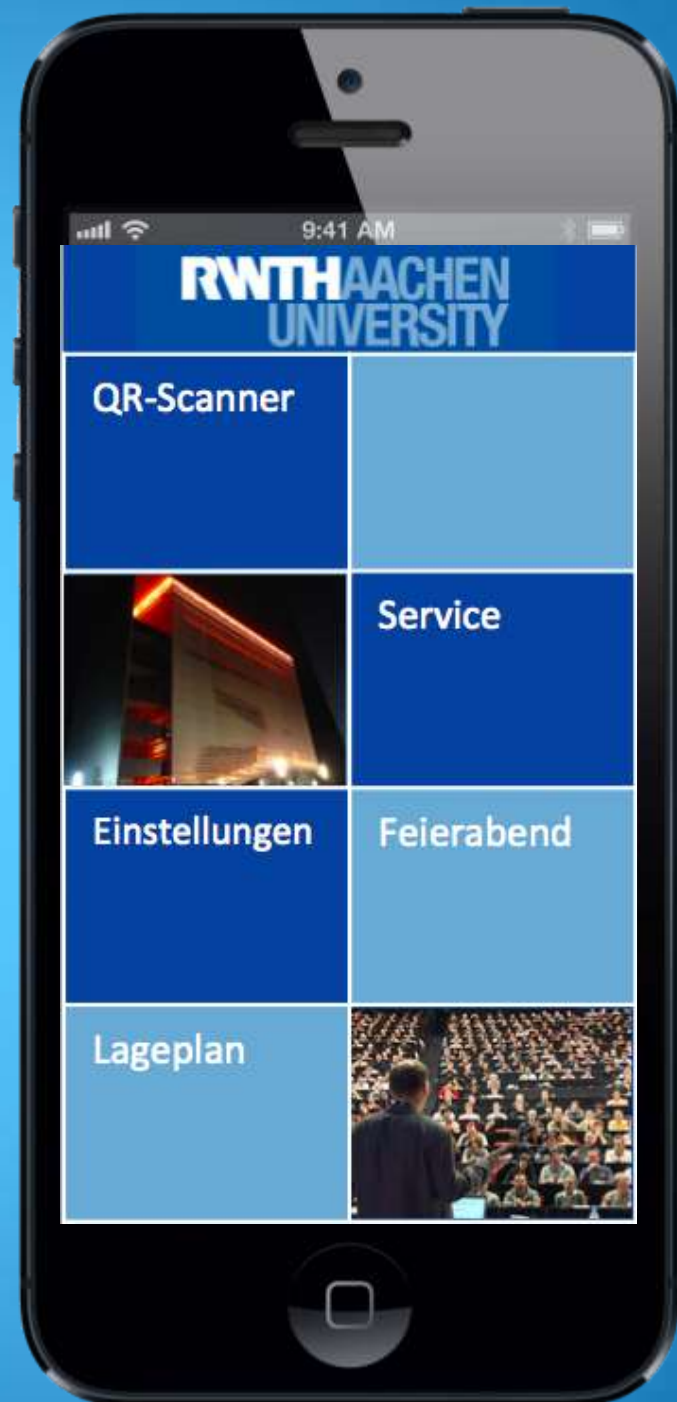 9:41 AM
RWTHAACHEN
UNIVERSITY
QR-Scanner
Service
Einstellungen
Feierabend
Lageplan